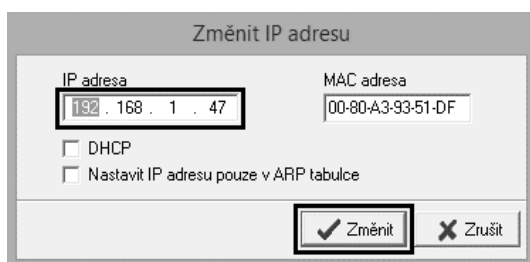 Změnit IP adresu
IP adresa MAC adresa
192 . 168 . 1 . 47 00-80-A3-93-51-DF
DHCP
Nastavit IP adresu pouze v ARP tabulce
Změnit Zrušit